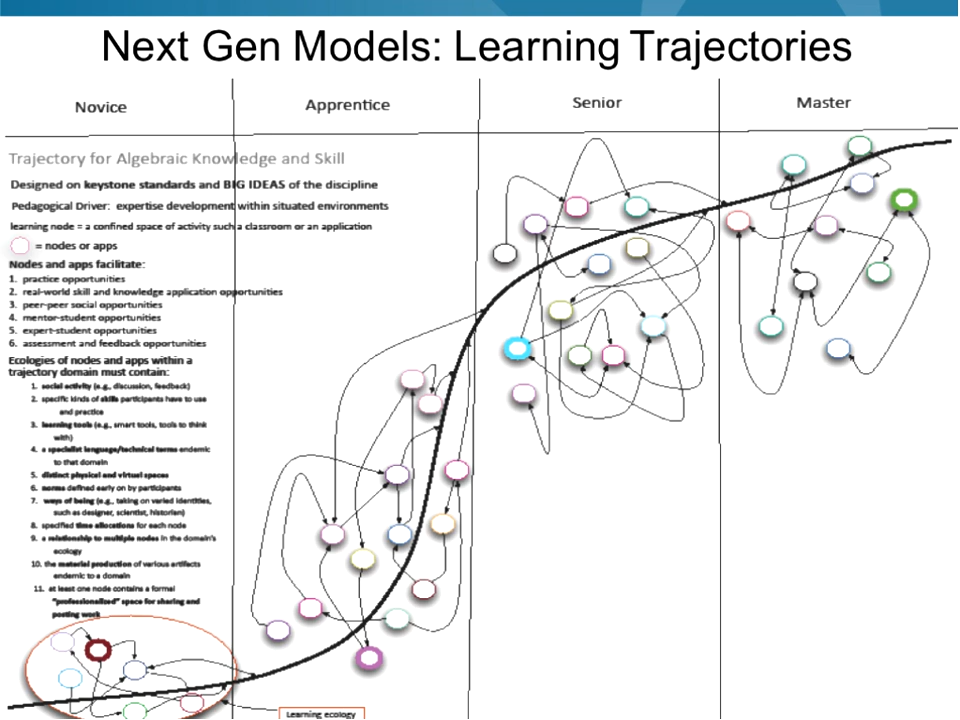 Next Gen Models: Learning Trajectories
Novice
Apprentice
Senior
Master
Trajectory for Algebraic Knowledge and Skill
Designed on keystone standards and BIG IDEAS of the discipline
Pedagogical Driver: expertise development within situated environments
learning node = a confined space of activity such a classroom or an application
= nodes or apps
Nodes and apps facilitate:
1. practice opportunities
2. real-world skill and knowledge application opportunities
3. peer-peer social opportunities
4. mentor-student opportunities
5. expert-student opportunities
6. assessment and feedback opportunities
Ecologies of nodes and apps within a
trajectory domain must contain:
1. social activity (e.g., discussion, feedback)
2. specific kinds of skills participants have to use
and practice
3. learning tools (e.g., smart tools, tools to think
with)
4. a specialist language/technical terms endemic
to that domain
5. distinct physical and virtual spaces
6. norms defined early on by participants
7. ways of being (e.g., taking on varied identities,
such as designer, scientist, historian)
8. specified time allocations for each node
9. a relationship to multiple nodes in the domain's
ecology
10. the material production of various artifacts
endemic to a domain
11. at least one node contains a formal
"professionalized" space for sharing and
posting work
Learning ecology